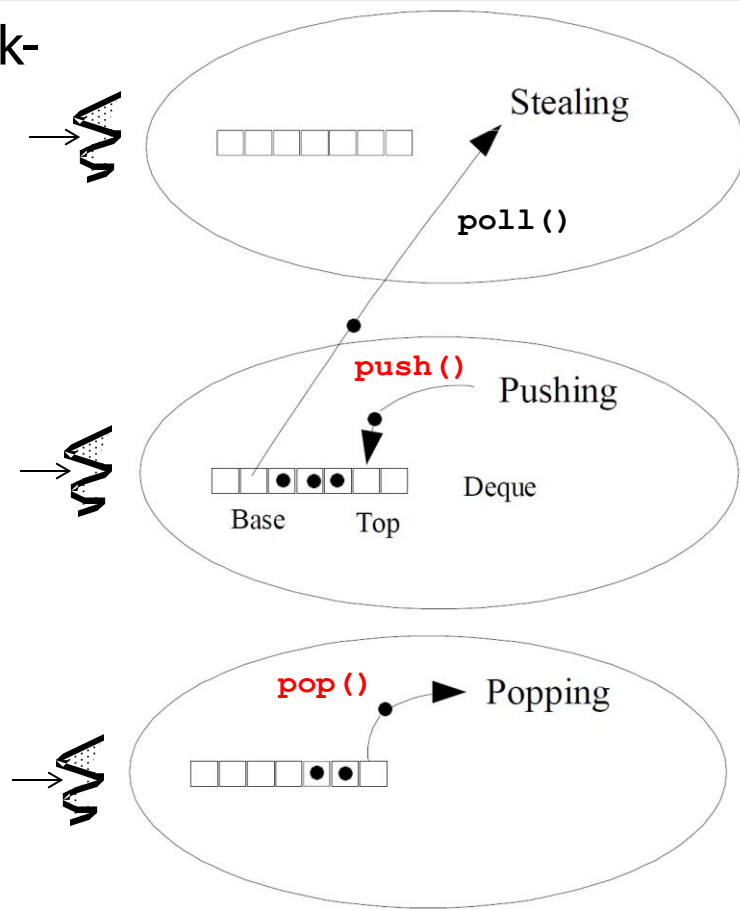 k-
Stealing
poll()
push()
Pushing
Deque
Base Top
pop()
Popping